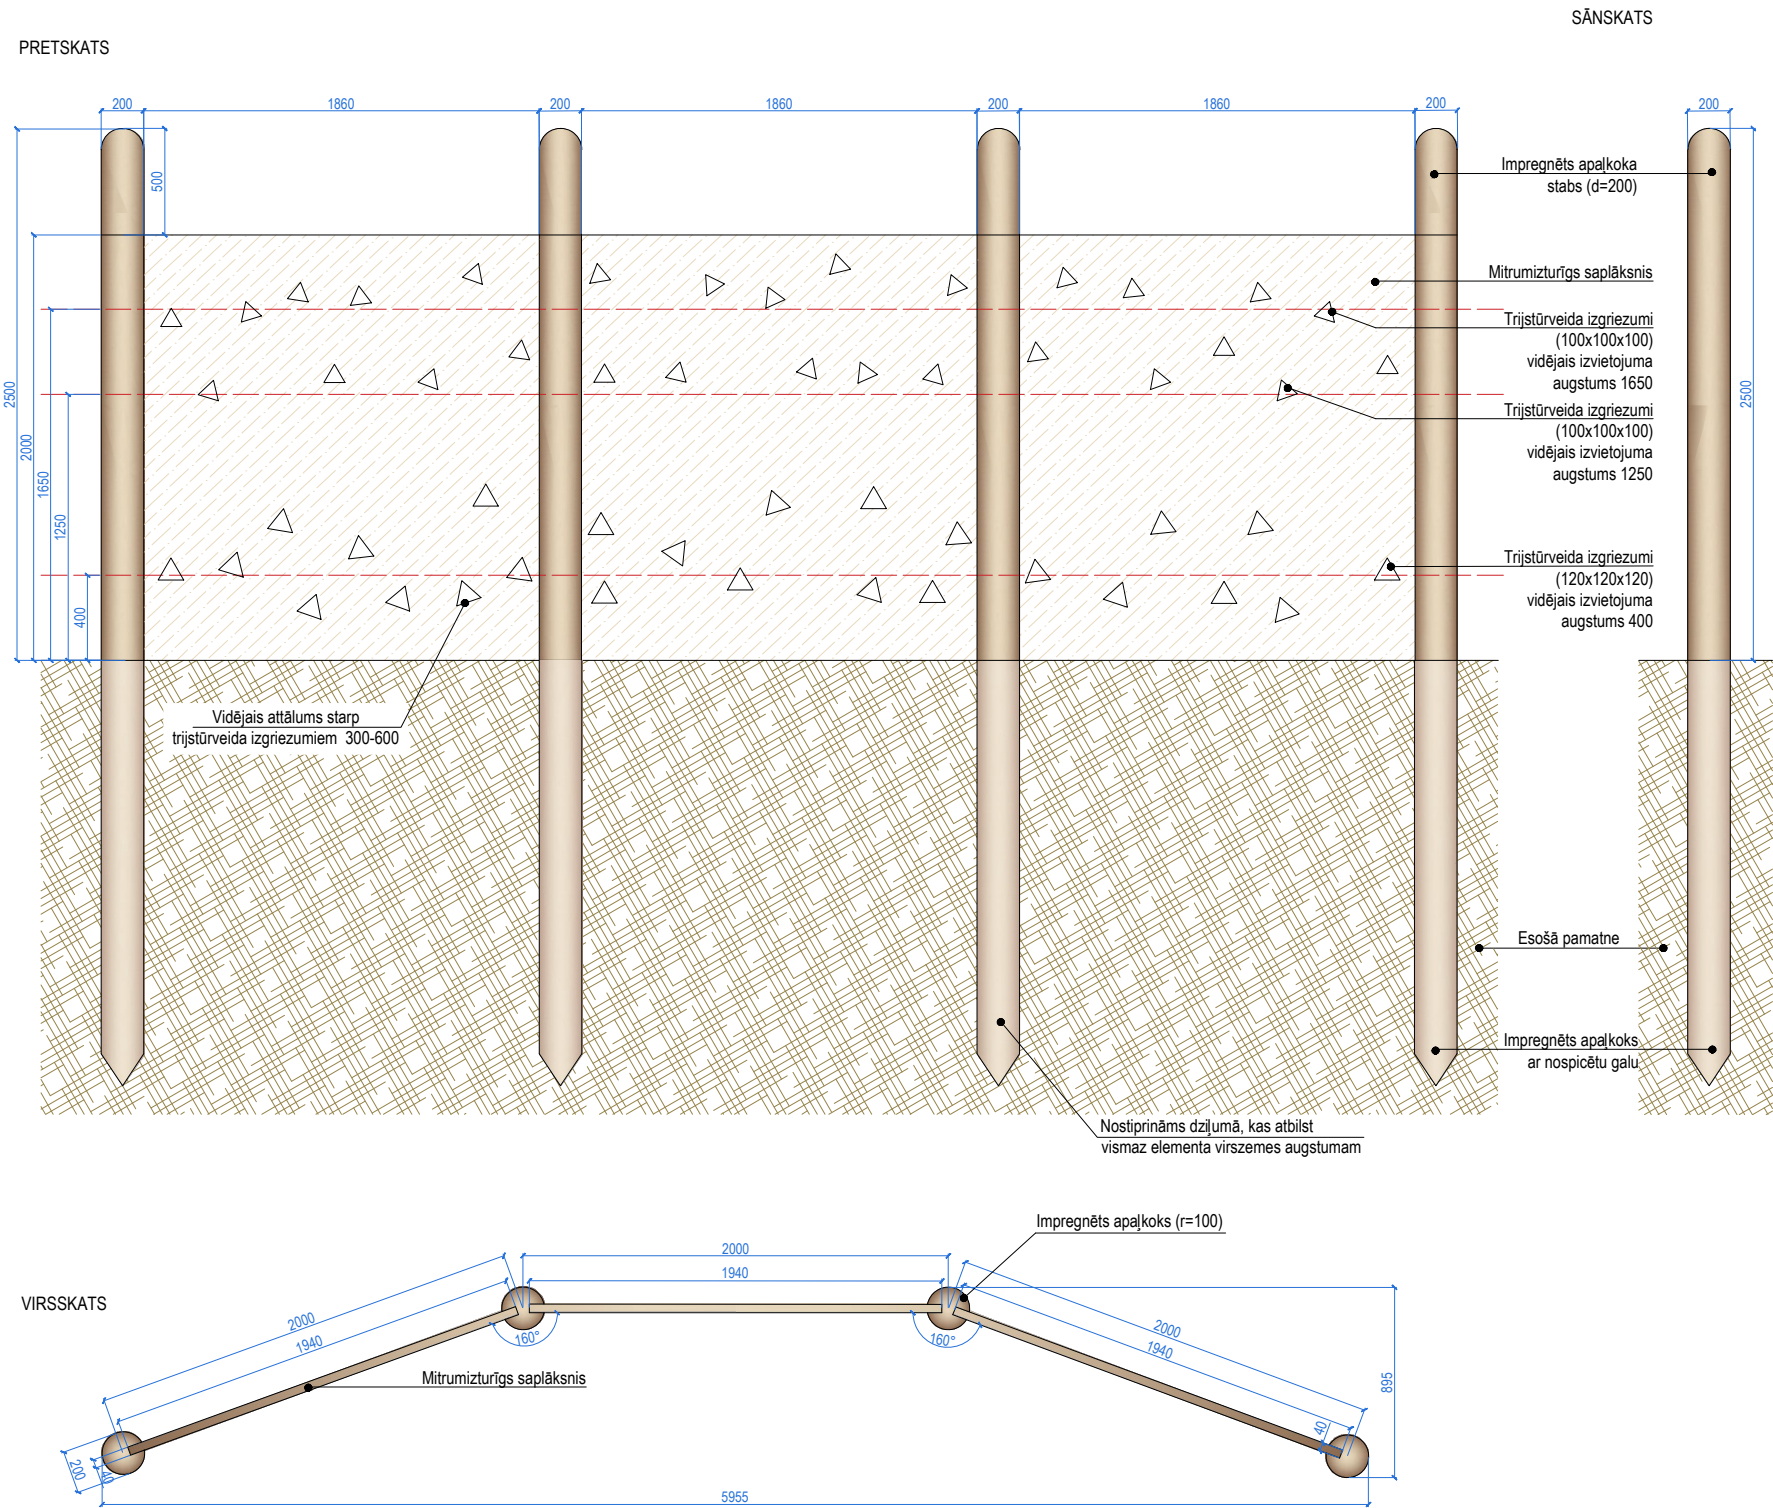 SĀNSKATS
PRETSKATS
200
1860
200
1860
200
1860
200
200
500
2500
2000
1650
1250
400
2500
Impregnēts apaļkoka
stabs (d=200)
Mitrumizturīgs saplāksnis
Trijstūrveida izgriezumi
(100x100x100)
vidējais izvietojuma
augstums 1650
Trijstūrveida izgriezumi
(100x100x100)
vidējais izvietojuma
augstums 1250
Trijstūrveida izgriezumi
(120x120x120)
vidējais izvietojuma
augstums 400
Vidējais attālums starp
trijstūrveida izgriezumiem 300-600
Esošā pamatne
Impregnēts apaļkoks
ar nospicētu galu
Nostiprināms dziļumā, kas atbilst
vismaz elementa virszemes augstumam
VIRSSKATS
Impregnēts apaļkoks (r=100)
2000
1940
2000
1940
2000
1940
160°
160°
Mitrumizturīgs saplāksnis
895
40
200
40
5955